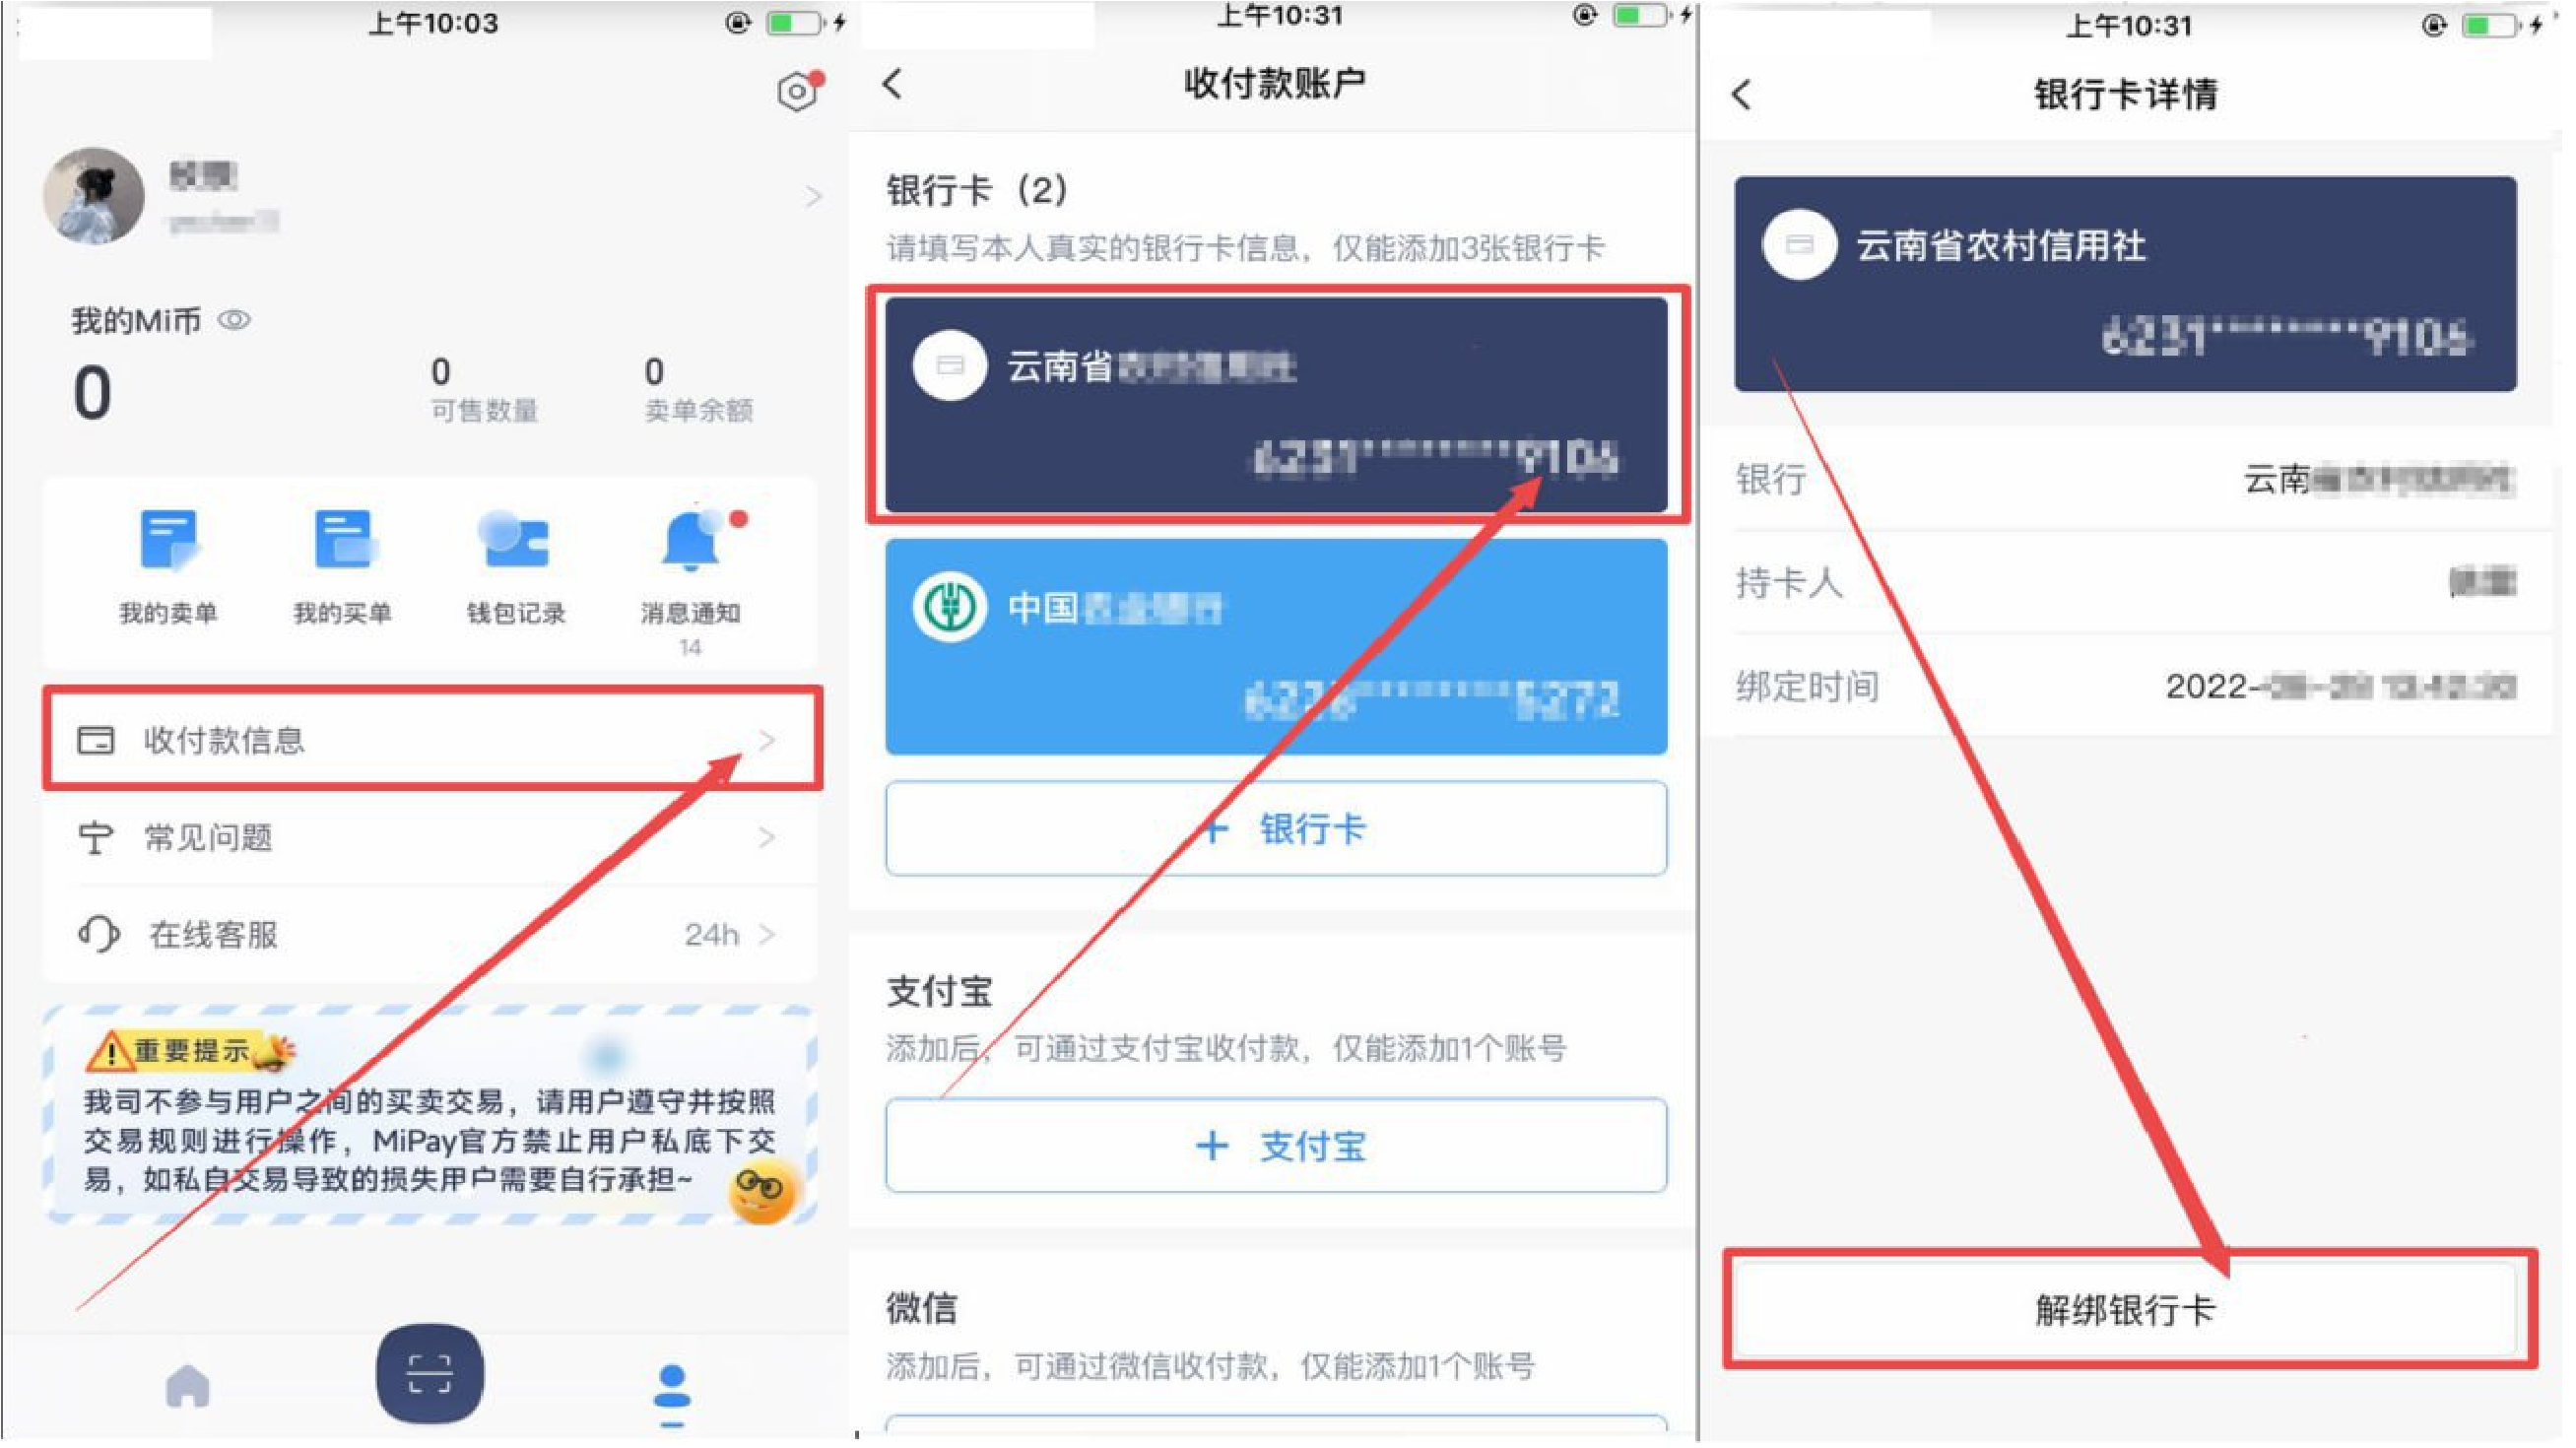 上午10:03
我的Mi币
0
0
可售数量
0
卖单余额
我的卖单
我的买单
钱包记录
消息通知
14
收付款信息
常见问题
在线客服
24h
重要提示
我司不参与用户之间的买卖交易，请用户遵守并按照
交易规则进行操作，MiPay官方禁止用户私底下交
易，如私自交易导致的损失用户需要自行承担~
上午10:31
收付款账户
银行卡（2）
请填写本人真实的银行卡信息，仅能添加3张银行卡
云南省
6231*********9106
中国
6228*********5272
+ 银行卡
支付宝
添加后，可通过支付宝收付款，仅能添加1个账号
+ 支付宝
微信
添加后，可通过微信收付款，仅能添加1个账号
上午10:31
银行卡详情
云南省农村信用社
6231*********9106
银行
云南
持卡人
绑定时间
2022-
解绑银行卡